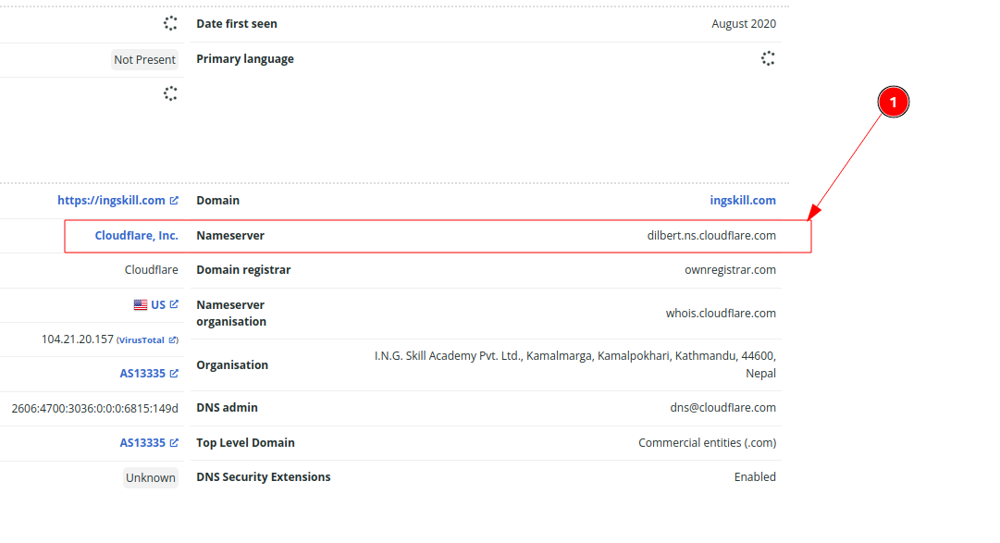 Date first seen August 2020
Not Present Primary language
1
https://ingskill.com Domain ingskill.com
Cloudflare, Inc. Nameserver dilbert.ns.cloudflare.com
Cloudflare Domain registrar ownregistrar.com
US Nameserver
organisation whois.cloudflare.com
104.21.20.157 (VirusTotal)
Organisation I.N.G. Skill Academy Pvt. Ltd., Kamalmarga, Kamalpokhari, Kathmandu, 44600,
Nepal
AS13335
2606:4700:3036:0:0:0:6815:149d DNS admin dns@cloudflare.com
AS13335 Top Level Domain Commercial entities (.com)
Unknown DNS Security Extensions Enabled